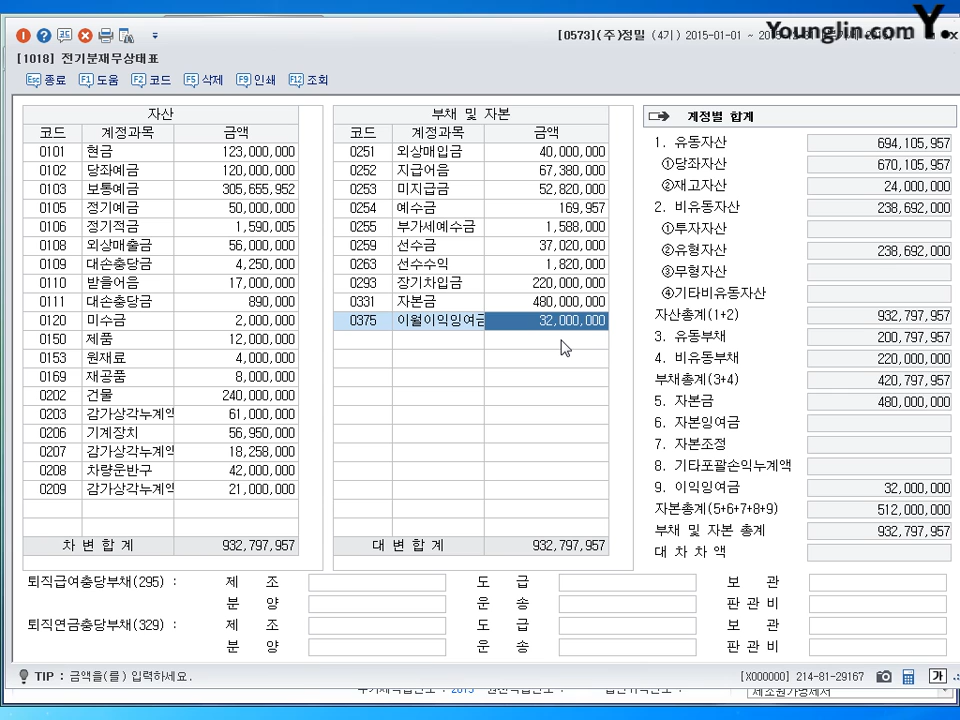 Younglin.com Y.
[0573](주)정밀 (4기) 2015-01-01 ~
[1018] 전기분재무상태표
Esc 종료 F1 도움 F2 코드 F5 삭제 F9 인쇄 F12 조회
자산
코드 계정과목 금액
0101 현금 123,000,000
0102 당좌예금 120,000,000
0103 보통예금 305,655,952
0105 정기예금 50,000,000
0106 정기적금 1,590,005
0108 외상매출금 56,000,000
0109 대손충당금 4,250,000
0110 받을어음 17,000,000
0111 대손충당금 890,000
0120 미수금 2,000,000
0150 제품 12,000,000
0153 원재료 4,000,000
0169 재공품 8,000,000
0202 건물 240,000,000
0203 감가상각누계액 61,000,000
0206 기계장치 56,950,000
0207 감가상각누계액 18,258,000
0208 차량운반구 42,000,000
0209 감가상각누계액 21,000,000
차 변 합 계 932,797,957
부채 및 자본
코드 계정과목 금액
0251 외상매입금 40,000,000
0252 지급어음 67,380,000
0253 미지급금 52,820,000
0254 예수금 169,957
0255 부가세예수금 1,588,000
0259 선수금 37,020,000
0263 선수수익 1,820,000
0293 장기차입금 220,000,000
0331 자본금 480,000,000
0375 이월이익잉여금 32,000,000
대 변 합 계 932,797,957
계정별 합계
1. 유동자산 694,105,957
①당좌자산 670,105,957
②재고자산 24,000,000
2. 비유동자산 238,692,000
①투자자산
②유형자산 238,692,000
③무형자산
④기타비유동자산
자산총계(1+2) 932,797,957
3. 유동부채 200,797,957
4. 비유동부채 220,000,000
부채총계(3+4) 420,797,957
5. 자본금 480,000,000
6. 자본잉여금
7. 자본조정
8. 기타포괄손익누계액
9. 이익잉여금 32,000,000
자본총계(5+6+7+8+9) 512,000,000
부채 및 자본 총계 932,797,957
대 차 차 액
퇴직급여충당부채(295) : 제 조 도 급 보 관
분 양 운 송 판 관 비
퇴직연금충당부채(329) : 제 조 도 급 보 관
분 양 운 송 판 관 비
TIP : 금액을(를) 입력하세요. [X000000] 214-81-29167 가